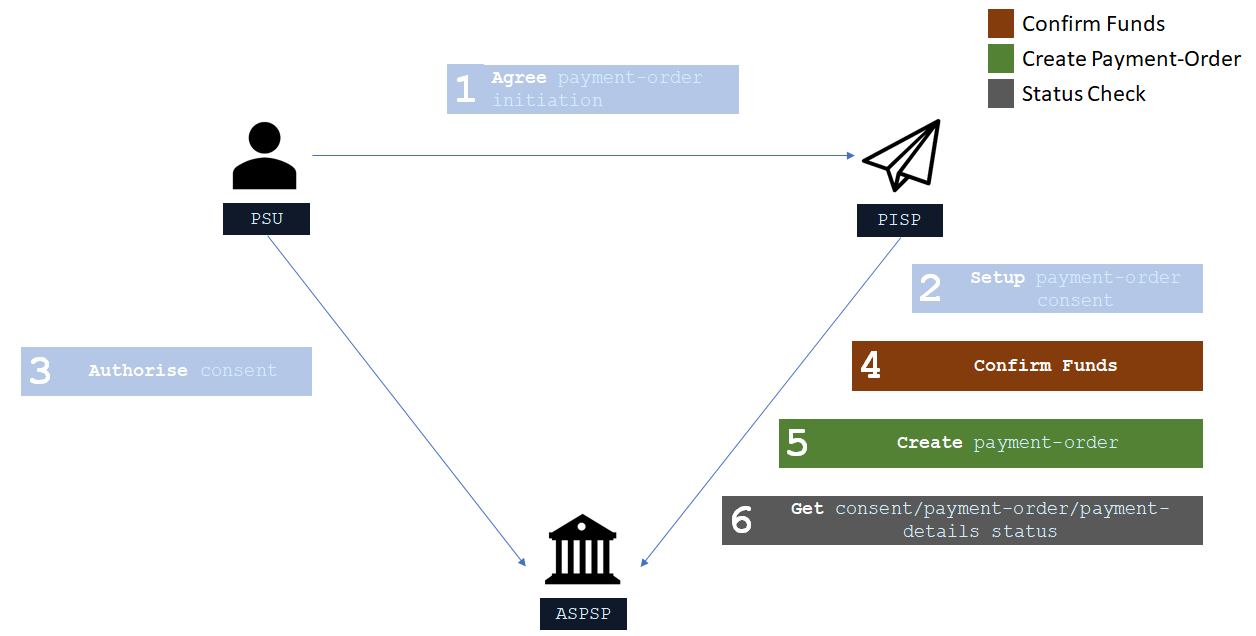 Confirm Funds
Create Payment-Order
Status Check
1 Agree payment-order
initiation
PSU
PISP
2 Setup payment-order
consent
3 Authorise consent
4 Confirm Funds
5 Create payment-order
6 Get consent/payment-order/payment-
details status
ASPSP